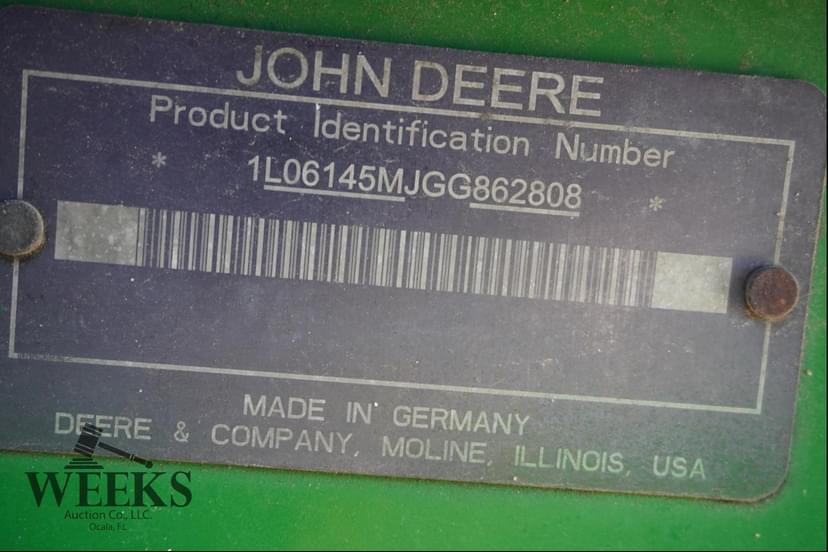 JOHN DEERE
Product Identification Number
* 1L06145MJGG862808 *
MADE IN GERMANY
DEERE & COMPANY, MOLINE, ILLINOIS, USA
WEEKS
Auction Co., LLC.
Ocala, FL